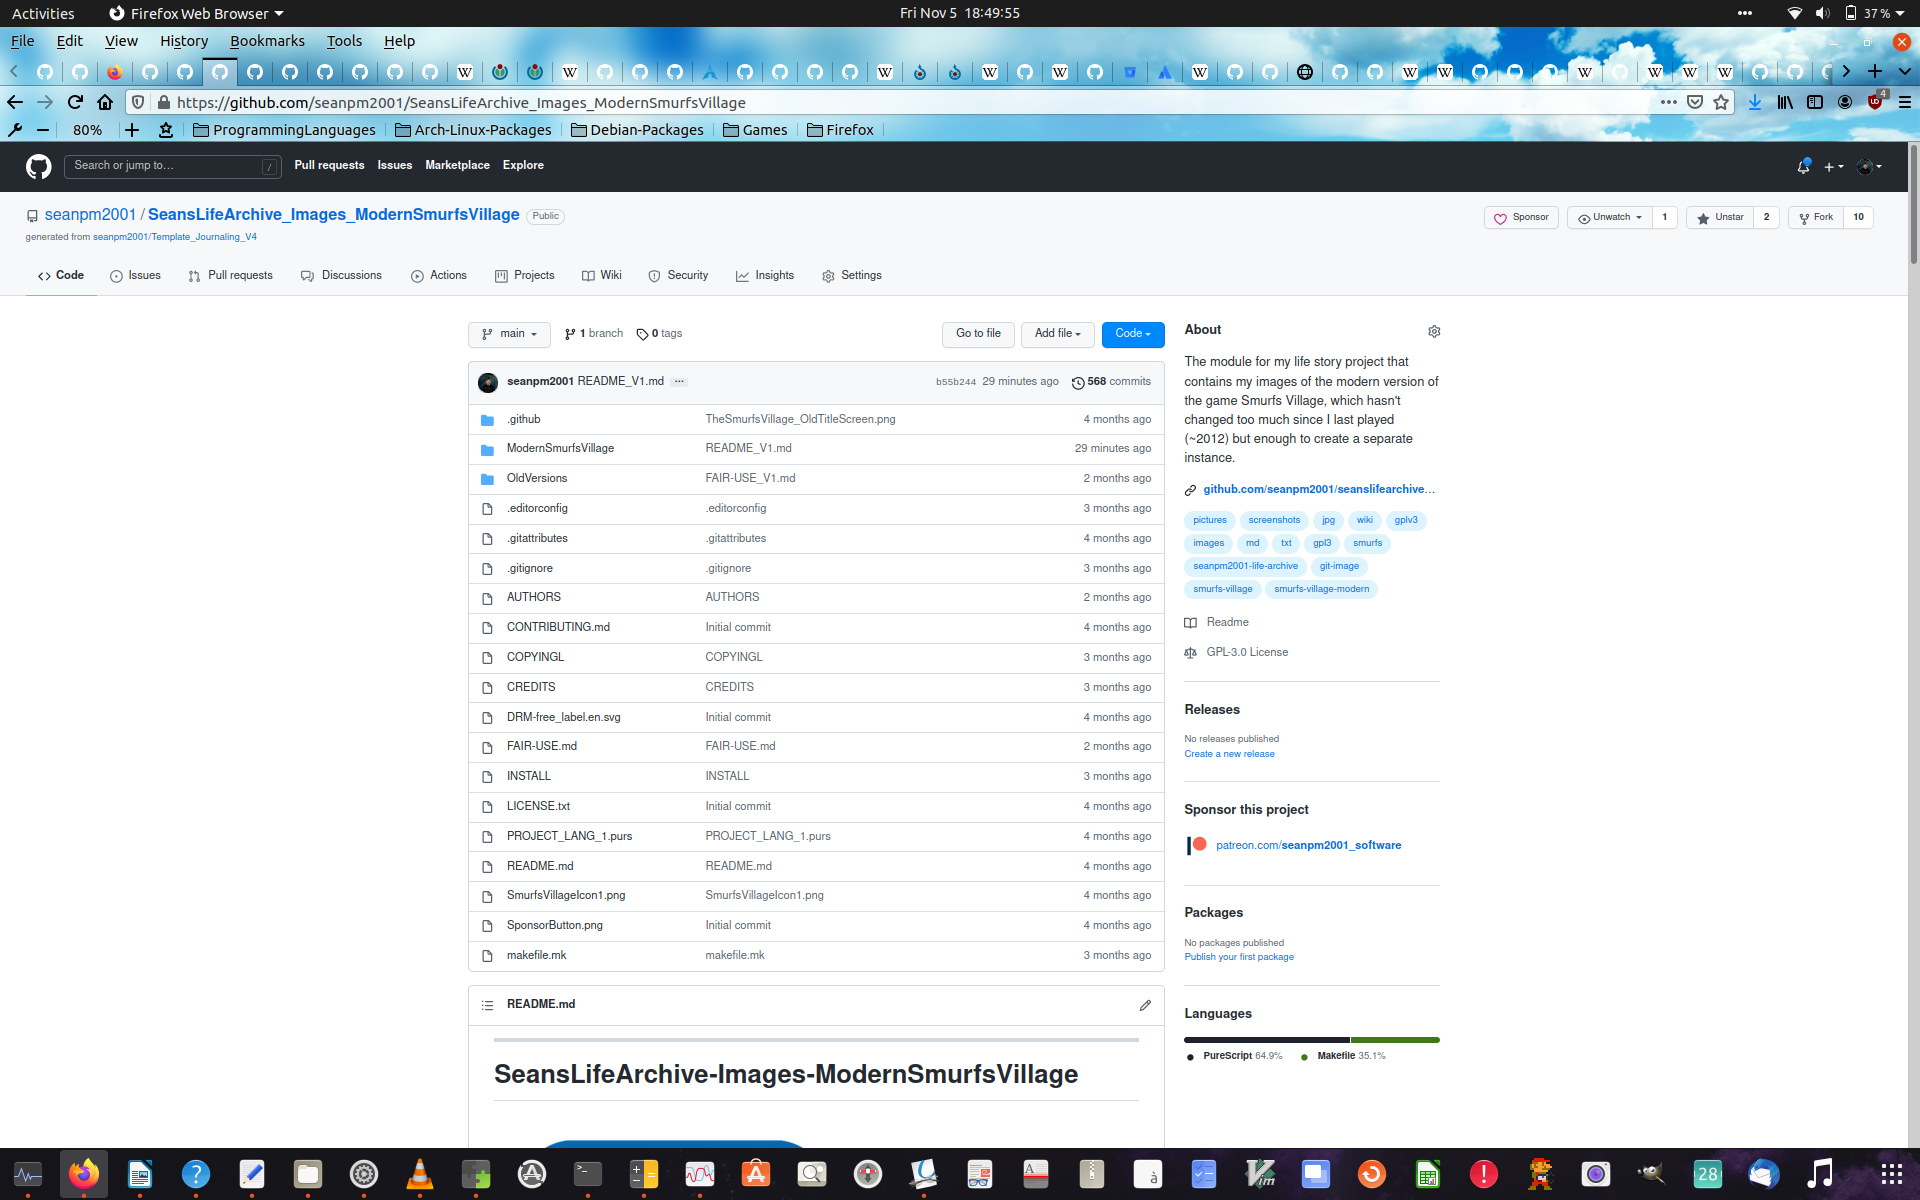 Activities Firefox Web Browser Fri Nov 5 18:49:55 37 %
File Edit View History Bookmarks Tools Help
https://github.com/seanpm2001/SeansLifeArchive_Images_ModernSmurfsVillage 4
80% ProgrammingLanguages Arch-Linux-Packages Debian-Packages Games Firefox
Search or jump to… / Pull requests Issues Marketplace Explore
seanpm2001 / SeansLifeArchive_Images_ModernSmurfsVillage Public Sponsor Unwatch 1 Unstar 2 Fork 10
generated from seanpm2001/Template_Journaling_V4
Code Issues Pull requests Discussions Actions Projects Wiki Security Insights Settings
main 1 branch 0 tags Go to file Add file Code
seanpm2001 README_V1.md ... b55b244 29 minutes ago 568 commits
.github TheSmurfsVillage_OldTitleScreen.png 4 months ago
ModernSmurfsVillage README_V1.md 29 minutes ago
OldVersions FAIR-USE_V1.md 2 months ago
.editorconfig .editorconfig 3 months ago
.gitattributes .gitattributes 4 months ago
.gitignore .gitignore 3 months ago
AUTHORS AUTHORS 2 months ago
CONTRIBUTING.md Initial commit 4 months ago
COPYINGL COPYINGL 3 months ago
CREDITS CREDITS 3 months ago
DRM-free_label.en.svg Initial commit 4 months ago
FAIR-USE.md FAIR-USE.md 2 months ago
INSTALL INSTALL 3 months ago
LICENSE.txt Initial commit 4 months ago
PROJECT_LANG_1.purs PROJECT_LANG_1.purs 4 months ago
README.md README.md 4 months ago
SmurfsVillageIcon1.png SmurfsVillageIcon1.png 4 months ago
SponsorButton.png Initial commit 4 months ago
makefile.mk makefile.mk 3 months ago
README.md
SeansLifeArchive-Images-ModernSmurfsVillage
About
The module for my life story project that
contains my images of the modern version of
the game Smurfs Village, which hasn't
changed too much since I last played
(~2012) but enough to create a separate
instance.
github.com/seanpm2001/seanslifearchive…
pictures screenshots jpg wiki gplv3
images md txt gpl3 smurfs
seanpm2001-life-archive git-image
smurfs-village smurfs-village-modern
Readme
GPL-3.0 License
Releases
No releases published
Create a new release
Sponsor this project
patreon.com/seanpm2001_software
Packages
No packages published
Publish your first package
Languages
PureScript 64.9% Makefile 35.1%
28